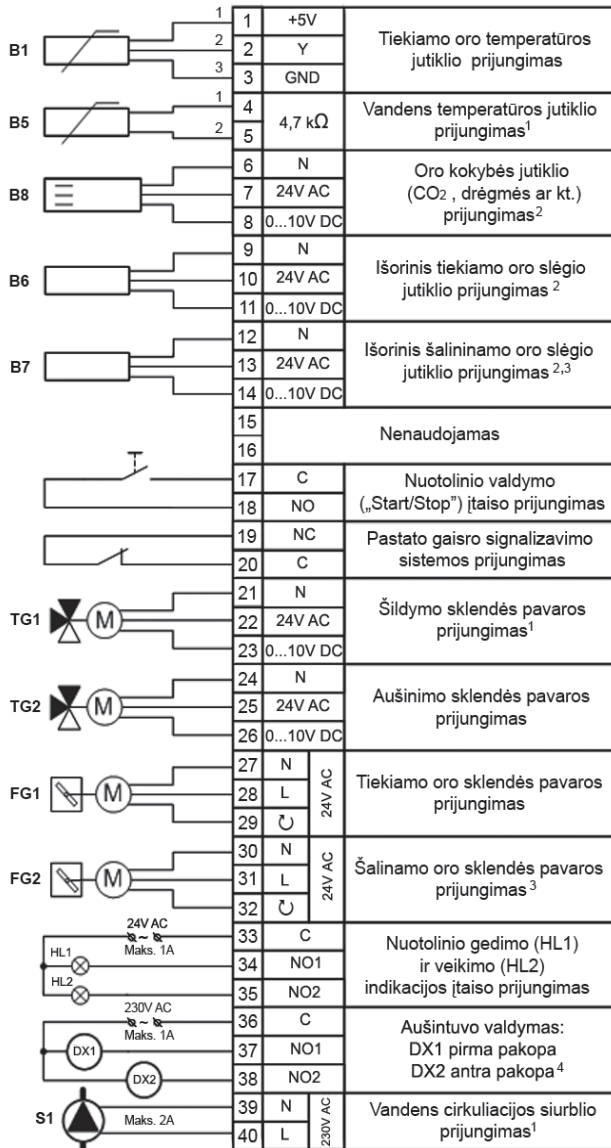 B1 1 1 +5V Tiekiamo oro temperatūros
2 2 Y jutiklio prijungimas
3 3 GND
B5 1 4 4,7 kΩ Vandens temperatūros jutiklio
2 5 prijungimas¹
B8 6 N Oro kokybės jutiklio
7 24V AC (CO2 , drėgmės ar kt.)
8 0...10V DC prijungimas²
B6 9 N Išorinis tiekiamo oro slėgio
10 24V AC jutiklio prijungimas ²
11 0...10V DC
B7 12 N Išorinis šalininamo oro slėgio
13 24V AC jutiklio prijungimas ²,³
14 0...10V DC
15 Nenaudojamas
16
17 C Nuotolinio valdymo
18 NO („Start/Stop") įtaiso prijungimas
19 NC Pastato gaisro signalizavimo
20 C sistemos prijungimas
TG1 M 21 N Šildymo sklendės pavaros
22 24V AC prijungimas¹
23 0...10V DC
TG2 M 24 N Aušinimo sklendės pavaros
25 24V AC prijungimas
26 0...10V DC
FG1 M 27 N 24V AC Tiekiamo oro sklendės pavaros
28 L prijungimas
29 ↻
FG2 M 30 N 24V AC Šalinamo oro sklendės pavaros
31 L prijungimas ³
32 ↻
24V AC 33 C Nuotolinio gedimo (HL1)
Maks. 1A
HL1 34 NO1 ir veikimo (HL2)
HL2 35 NO2 indikacijos įtaiso prijungimas
230V AC 36 C Aušintuvo valdymas:
Maks. 1A
DX1 37 NO1 DX1 pirma pakopa
DX2 38 NO2 DX2 antra pakopa ⁴
S1 Maks. 2A 39 N 230V AC Vandens cirkuliacijos siurblio
40 L prijungimas¹